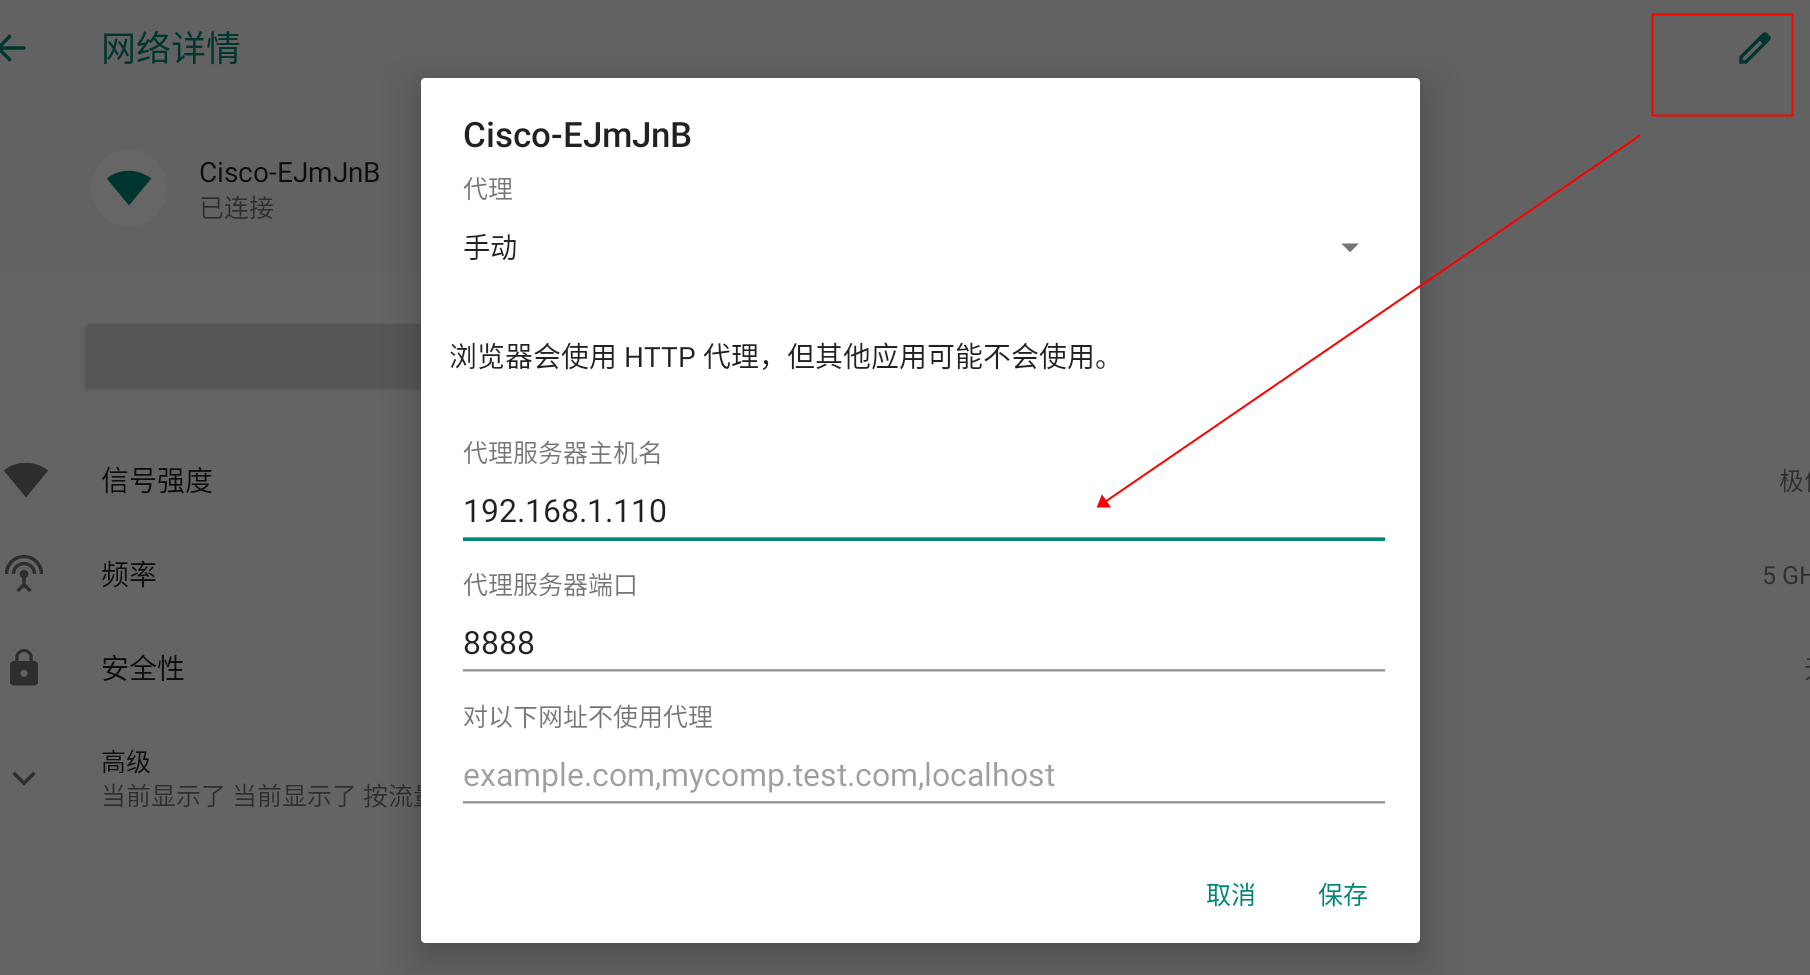 网络详情
Cisco-EJmJnB
已连接
Cisco-EJmJnB
代理
手动
浏览器会使用 HTTP 代理，但其他应用可能不会使用。
代理服务器主机名
192.168.1.110
代理服务器端口
8888
对以下网址不使用代理
example.com,mycomp.test.com,localhost
取消 保存
信号强度 极
频率 5 GH
安全性
高级
当前显示了 当前显示了 按流